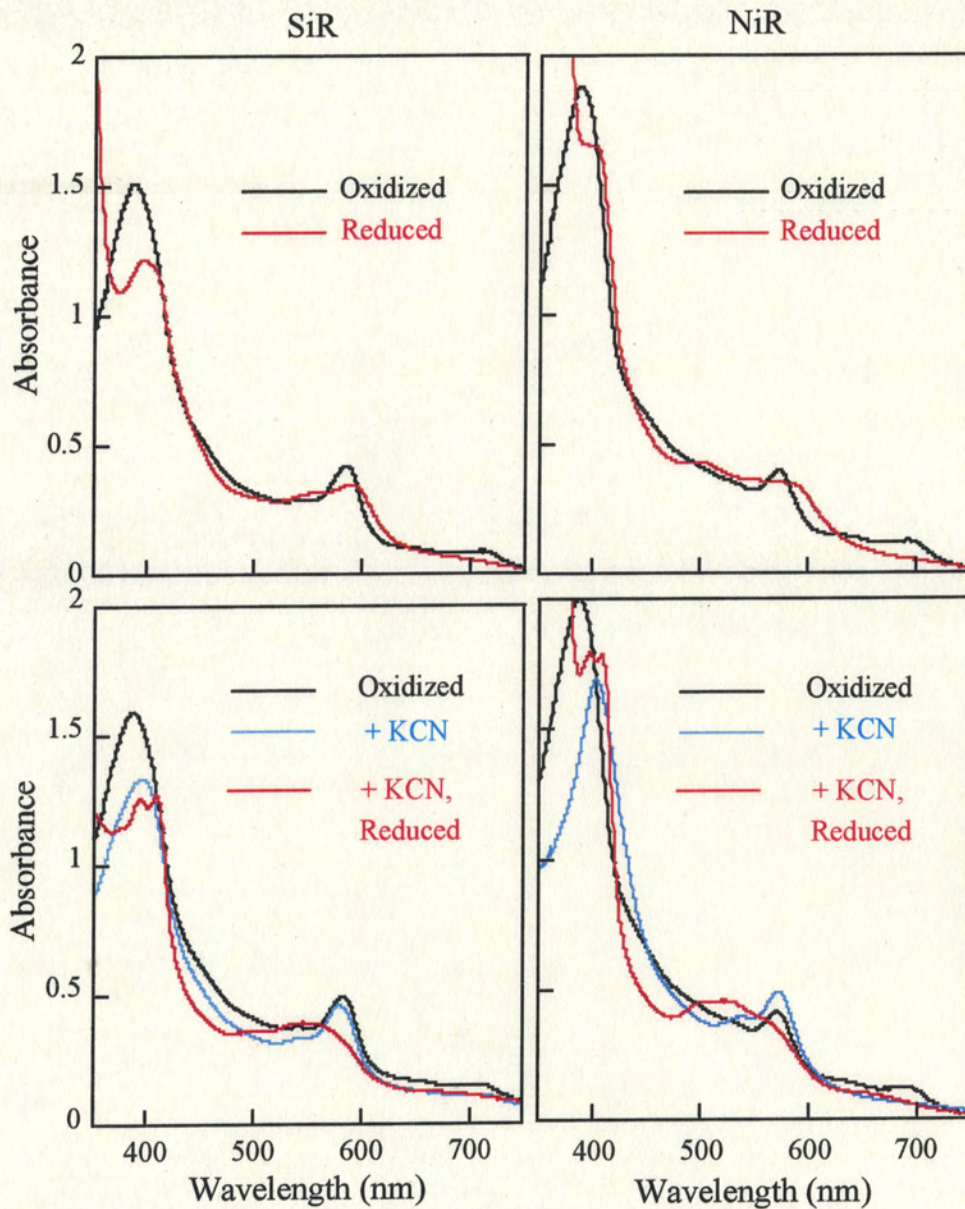 SiR
NiR
2
1.5
1
0.5
0
Absorbance
Oxidized
Reduced
Oxidized
Reduced
2
1.5
1
0.5
0
Absorbance
Oxidized
+ KCN
+ KCN,
Reduced
Oxidized
+ KCN
+ KCN,
Reduced
400 500 600 700
400 500 600 700
Wavelength (nm)
Wavelength (nm)